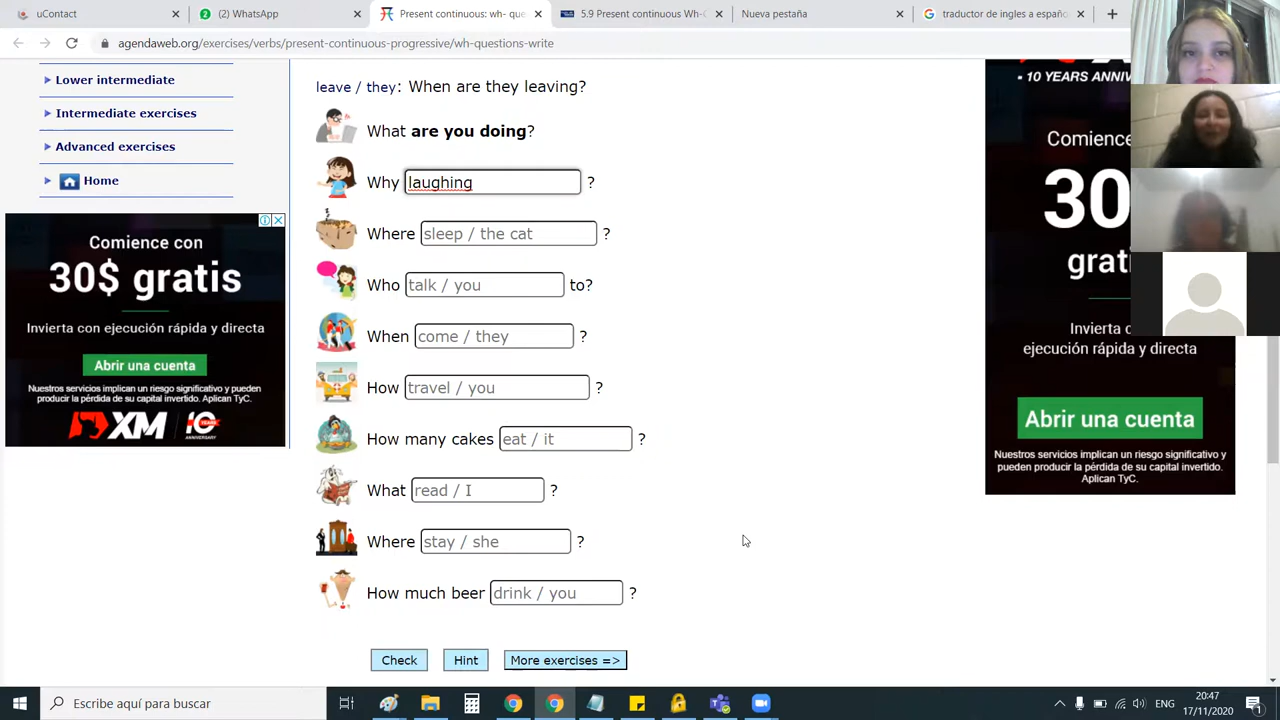 uContact
(2) WhatsApp
Present continuous: wh- que
5.9 Present continuous Wh-
Nueva pestaña
traductor de ingles a españo
agendaweb.org/exercises/verbs/present-continuous-progressive/wh-questions-write
Lower intermediate
Intermediate exercises
Advanced exercises
Home
Comience con
30$ gratis
Invierta con ejecución rápida y directa
Abrir una cuenta
Nuestros servicios implican un riesgo significativo y pueden
producir la pérdida de su capital invertido. Aplican TyC.
XM 10
ANNIVERSARY
leave / they: When are they leaving?
What are you doing?
Why laughing ?
Where sleep / the cat ?
Who talk / you to?
When come / they ?
How travel / you ?
How many cakes eat / it ?
What read / I ?
Where stay / she ?
How much beer drink / you ?
Check Hint More exercises =>
- 10 YEARS ANNIV
Comien
30
grati
Invierta con
ejecución rápida y directa
Abrir una cuenta
Nuestros servicios implican un riesgo significativo y
pueden producir la pérdida de su capital invertido.
Aplican TyC.
Escribe aquí para buscar
ENG
20:47
17/11/2020
1